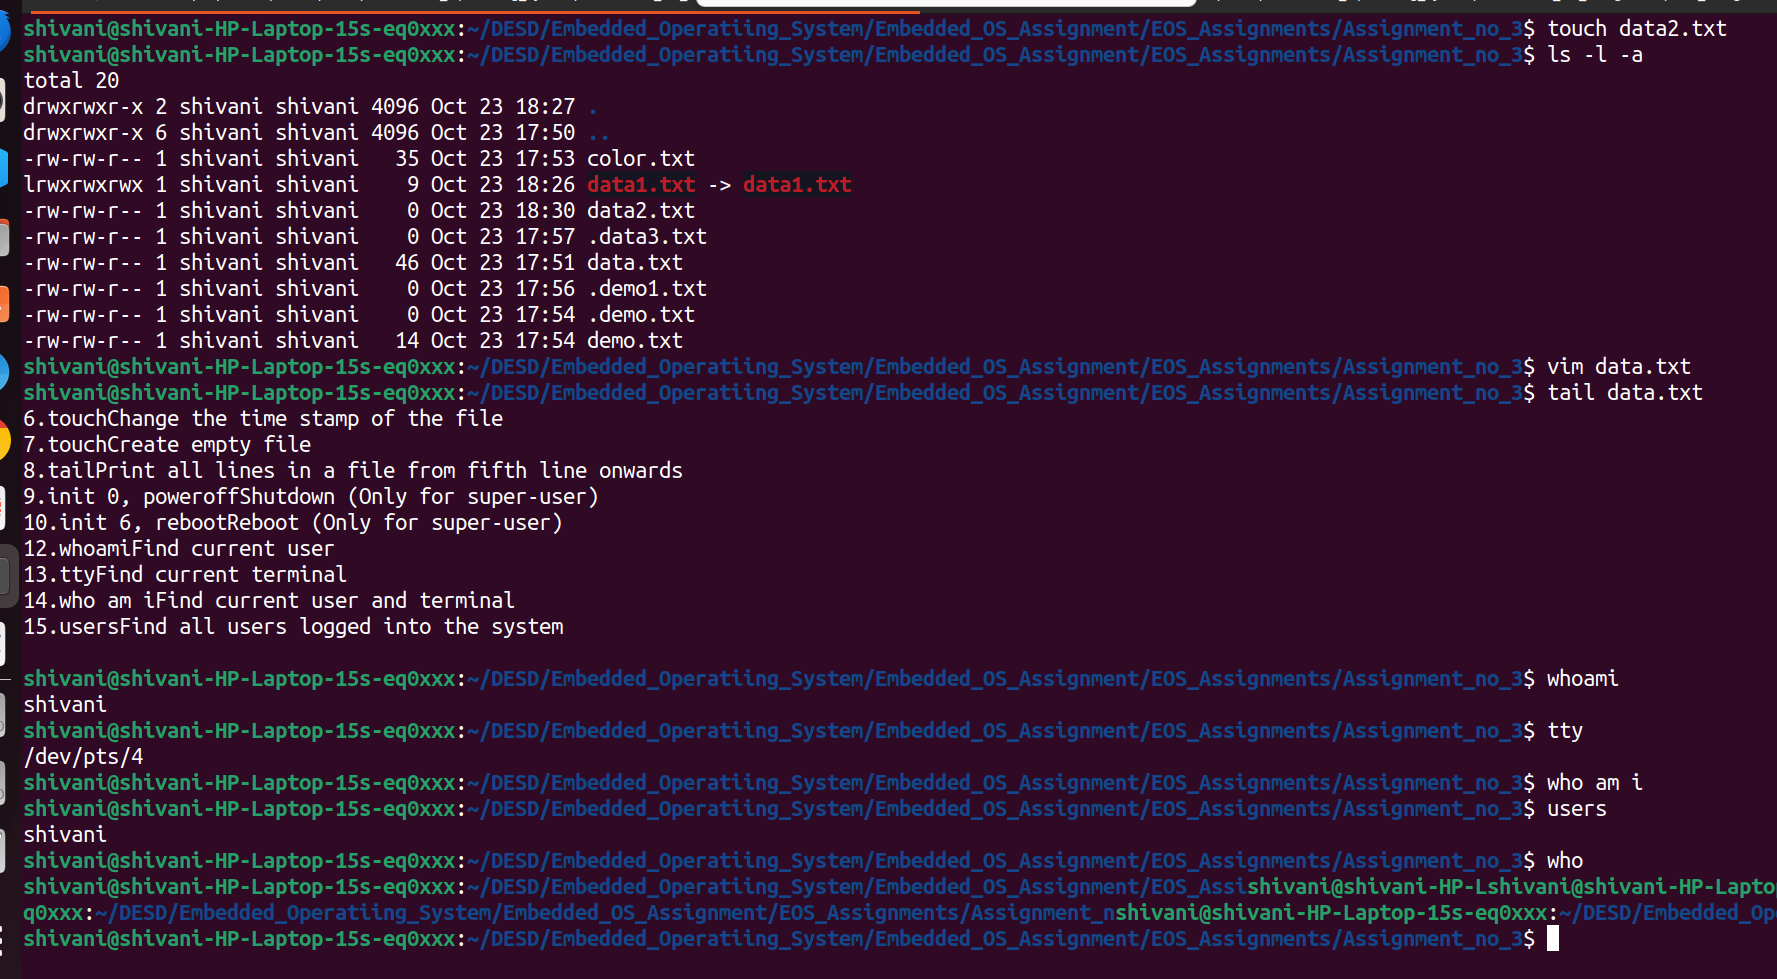 shivani@shivani-HP-Laptop-15s-eq0xxx:~/DESD/Embedded_Operatiing_System/Embedded_OS_Assignment/EOS_Assignments/Assignment_no_3$ touch data2.txt
shivani@shivani-HP-Laptop-15s-eq0xxx:~/DESD/Embedded_Operatiing_System/Embedded_OS_Assignment/EOS_Assignments/Assignment_no_3$ ls -l -a
total 20
drwxrwxr-x 2 shivani shivani 4096 Oct 23 18:27 .
drwxrwxr-x 6 shivani shivani 4096 Oct 23 17:50 ..
-rw-rw-r-- 1 shivani shivani   35 Oct 23 17:53 color.txt
lrwxrwxrwx 1 shivani shivani    9 Oct 23 18:26 data1.txt -> data1.txt
-rw-rw-r-- 1 shivani shivani    0 Oct 23 18:30 data2.txt
-rw-rw-r-- 1 shivani shivani    0 Oct 23 17:57 .data3.txt
-rw-rw-r-- 1 shivani shivani   46 Oct 23 17:51 data.txt
-rw-rw-r-- 1 shivani shivani    0 Oct 23 17:56 .demo1.txt
-rw-rw-r-- 1 shivani shivani    0 Oct 23 17:54 .demo.txt
-rw-rw-r-- 1 shivani shivani   14 Oct 23 17:54 demo.txt
shivani@shivani-HP-Laptop-15s-eq0xxx:~/DESD/Embedded_Operatiing_System/Embedded_OS_Assignment/EOS_Assignments/Assignment_no_3$ vim data.txt
shivani@shivani-HP-Laptop-15s-eq0xxx:~/DESD/Embedded_Operatiing_System/Embedded_OS_Assignment/EOS_Assignments/Assignment_no_3$ tail data.txt
6.touchChange the time stamp of the file
7.touchCreate empty file
8.tailPrint all lines in a file from fifth line onwards
9.init 0, poweroffShutdown (Only for super-user)
10.init 6, rebootReboot (Only for super-user)
12.whoamiFind current user
13.ttyFind current terminal
14.who am iFind current user and terminal
15.usersFind all users logged into the system
shivani@shivani-HP-Laptop-15s-eq0xxx:~/DESD/Embedded_Operatiing_System/Embedded_OS_Assignment/EOS_Assignments/Assignment_no_3$ whoami
shivani
shivani@shivani-HP-Laptop-15s-eq0xxx:~/DESD/Embedded_Operatiing_System/Embedded_OS_Assignment/EOS_Assignments/Assignment_no_3$ tty
/dev/pts/4
shivani@shivani-HP-Laptop-15s-eq0xxx:~/DESD/Embedded_Operatiing_System/Embedded_OS_Assignment/EOS_Assignments/Assignment_no_3$ who am i
shivani@shivani-HP-Laptop-15s-eq0xxx:~/DESD/Embedded_Operatiing_System/Embedded_OS_Assignment/EOS_Assignments/Assignment_no_3$ users
shivani
shivani@shivani-HP-Laptop-15s-eq0xxx:~/DESD/Embedded_Operatiing_System/Embedded_OS_Assignment/EOS_Assignments/Assignment_no_3$ who
shivani@shivani-HP-Laptop-15s-eq0xxx:~/DESD/Embedded_Operatiing_System/Embedded_OS_Assignment/EOS_Assishivani@shivani-HP-Lshivani@shivani-HP-Lapto
q0xxx:~/DESD/Embedded_Operatiing_System/Embedded_OS_Assignment/EOS_Assignments/Assignment_nshivani@shivani-HP-Laptop-15s-eq0xxx:~/DESD/Embedded_Op
shivani@shivani-HP-Laptop-15s-eq0xxx:~/DESD/Embedded_Operatiing_System/Embedded_OS_Assignment/EOS_Assignments/Assignment_no_3$